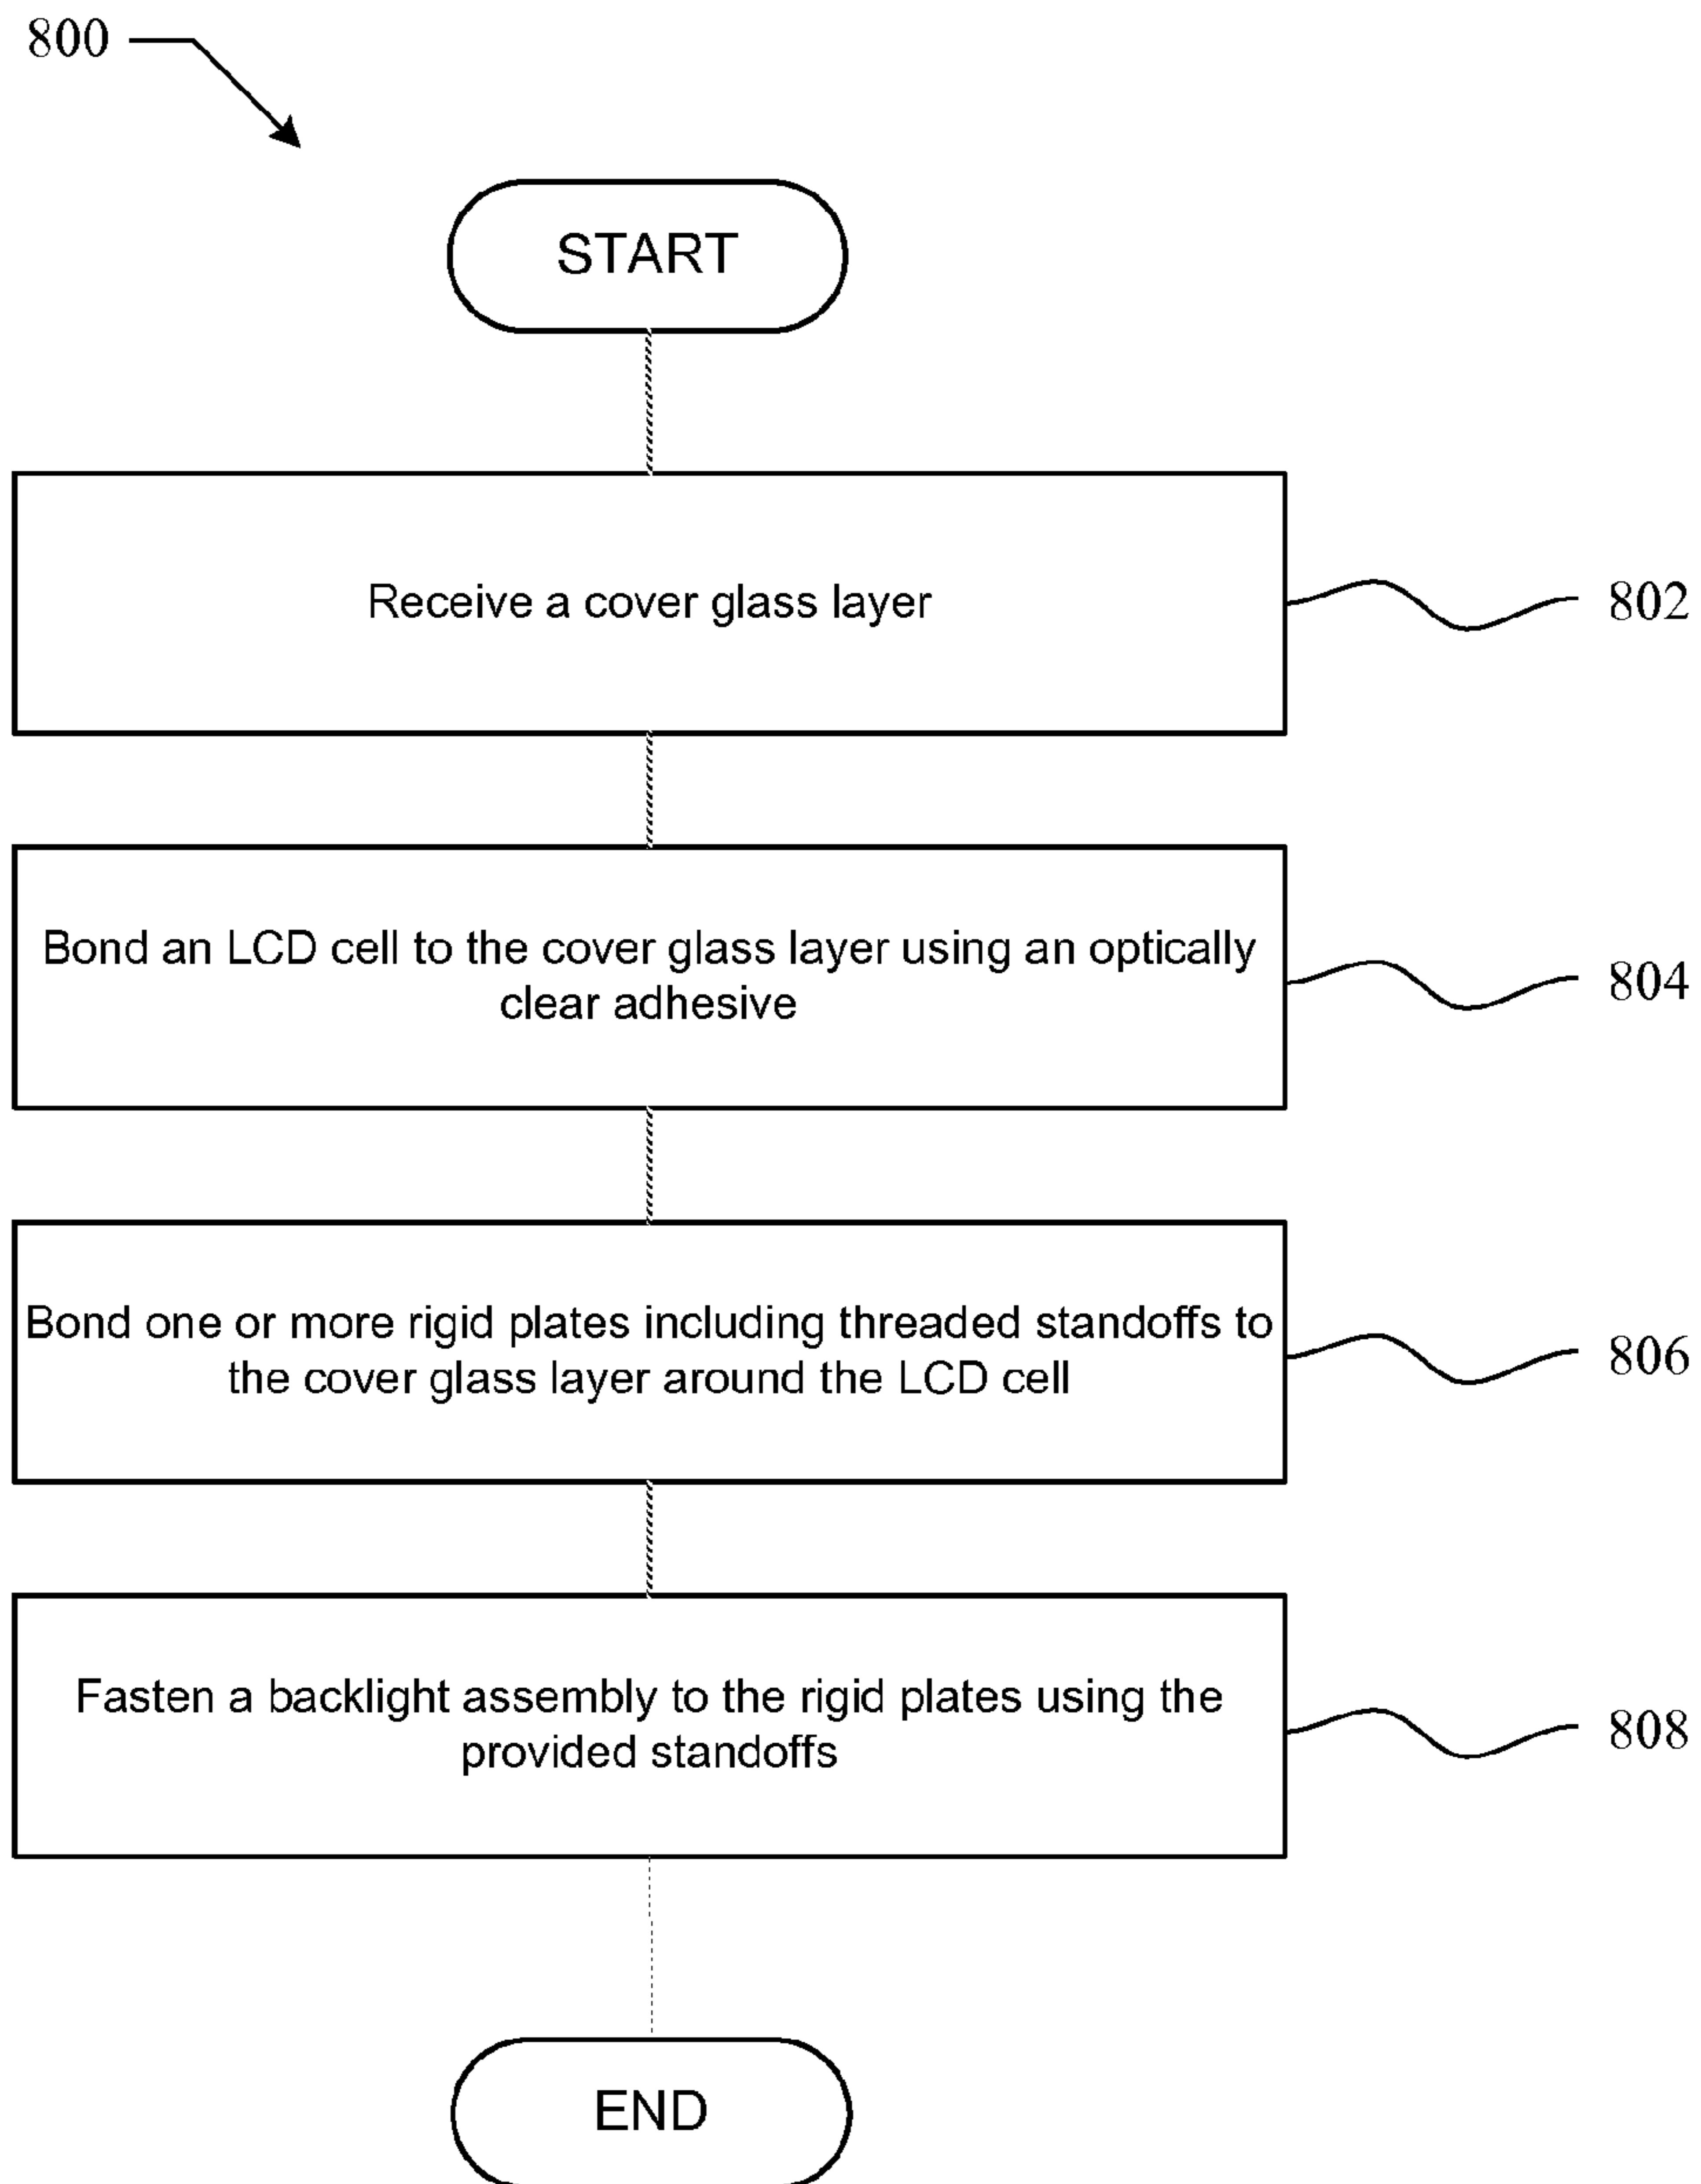 800
START
Receive a cover glass layer
802
Bond an LCD cell to the cover glass layer using an optically
clear adhesive
804
Bond one or more rigid plates including threaded standoffs to
the cover glass layer around the LCD cell
806
Fasten a backlight assembly to the rigid plates using the
provided standoffs
808
END